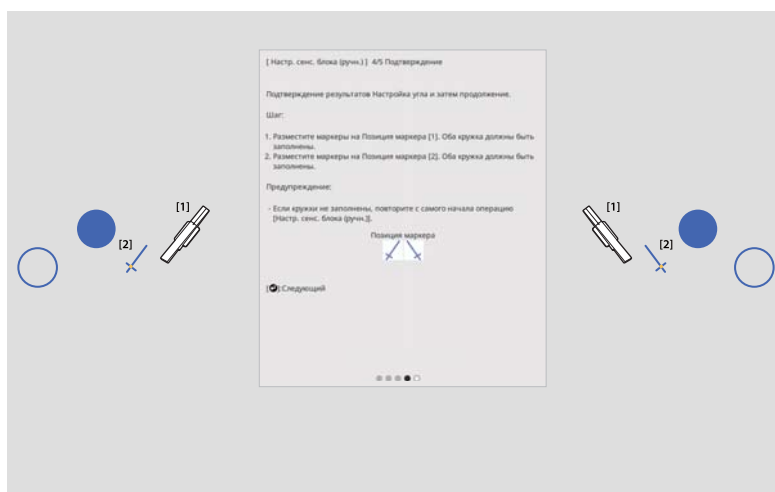 [ Настр. сенс. блока (ручн.) ] 4/5 Подтверждение
Подтверждение результатов Настройка угла и затем продолжение.
Шаг:
1. Разместите маркеры на Позиция маркера [1]. Оба кружка должны быть
заполнены.
2. Разместите маркеры на Позиция маркера [2]. Оба кружка должны быть
заполнены.
Предупреждение:
- Если кружки не заполнены, повторите с самого начала операцию
[Настр. сенс. блока (ручн.)].
[1]
[1]
[2]
[2]
Позиция маркера
[ ]:Следующий